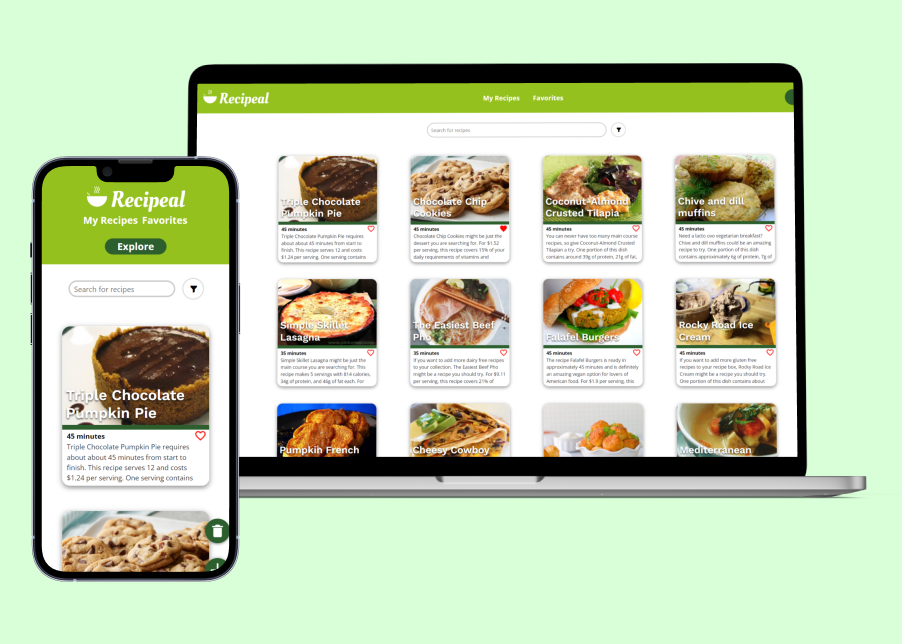 Recipeal
My Recipes Favorites
Explore
Search for recipes
Triple Chocolate
Pumpkin Pie
45 minutes
Triple Chocolate Pumpkin Pie requires
about about 45 minutes from start to
finish. This recipe serves 12 and costs
$1.24 per serving. One serving contains
Recipeal
My Recipes Favorites
Search for recipes
Triple Chocolate
Pumpkin Pie
45 minutes
Triple Chocolate Pumpkin Pie requires
about about 45 minutes from start to
finish. This recipe serves 12 and costs
$1.24 per serving. One serving contains
Chocolate Chip
Cookies
45 minutes
Chocolate Chip Cookies might be just the
dessert you are searching for. For $1.52
per serving, this recipe covers 15% of your
daily requirements of vitamins and
Coconut-Almond
Crusted Tilapia
45 minutes
You can never have too many main course
recipes, so give Coconut-Almond Crusted
Tilapia a try. One portion of this dish
contains around 39g of protein, 21g of fat,
Chive and dill
muffins
45 minutes
Need a lacto ovo vegetarian breakfast?
Chive and dill muffins could be an amazing
recipe to try. One portion of this dish
contains approximately 6g of protein, 7g of
Simple Skillet
Lasagna
35 minutes
Simple Skillet Lasagna might be just the
main course you are searching for. This
recipe makes 5 servings with 614 calories,
34g of protein, and 46g of fat each. For
The Easiest Beef
Pho
35 minutes
If you want to add more dairy free recipes
to your collection, The Easiest Beef Pho
might be a recipe you should try. For $9.11
per serving, this recipe covers 21% of
Falafel Burgers
45 minutes
The recipe Falafel Burgers is ready in
approximately 45 minutes and is definitely
an amazing vegan option for lovers of
American food. For $1.9 per serving, this
Rocky Road Ice
Cream
45 minutes
If you want to add more gluten free
recipes to your recipe box, Rocky Road Ice
Cream might be a recipe you should try.
One portion of this dish contains about
Pumpkin French
Cheesy Cowboy
Mediterranean